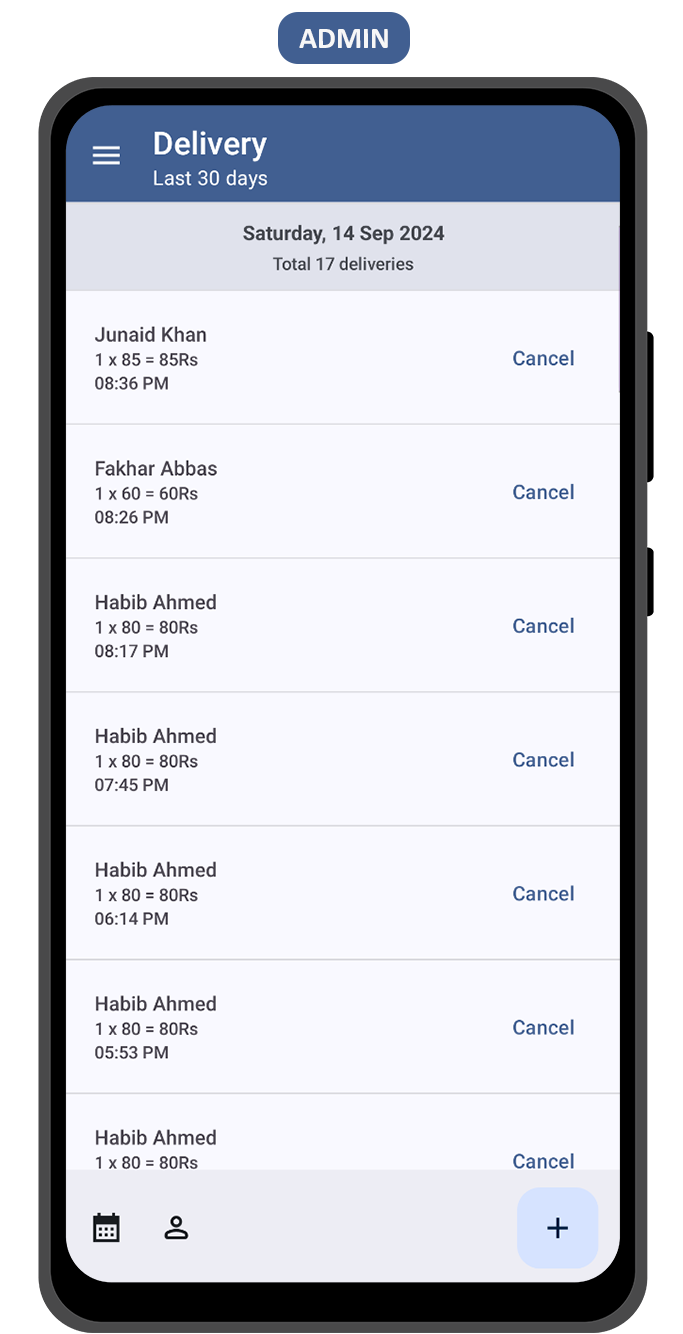 ADMIN
Delivery
Last 30 days
Saturday, 14 Sep 2024
Total 17 deliveries
Junaid Khan
1 x 85 = 85Rs
08:36 PM
Cancel
Fakhar Abbas
1 x 60 = 60Rs
08:26 PM
Cancel
Habib Ahmed
1 x 80 = 80Rs
08:17 PM
Cancel
Habib Ahmed
1 x 80 = 80Rs
07:45 PM
Cancel
Habib Ahmed
1 x 80 = 80Rs
06:14 PM
Cancel
Habib Ahmed
1 x 80 = 80Rs
05:53 PM
Cancel
Habib Ahmed
1 x 80 = 80Rs
Cancel